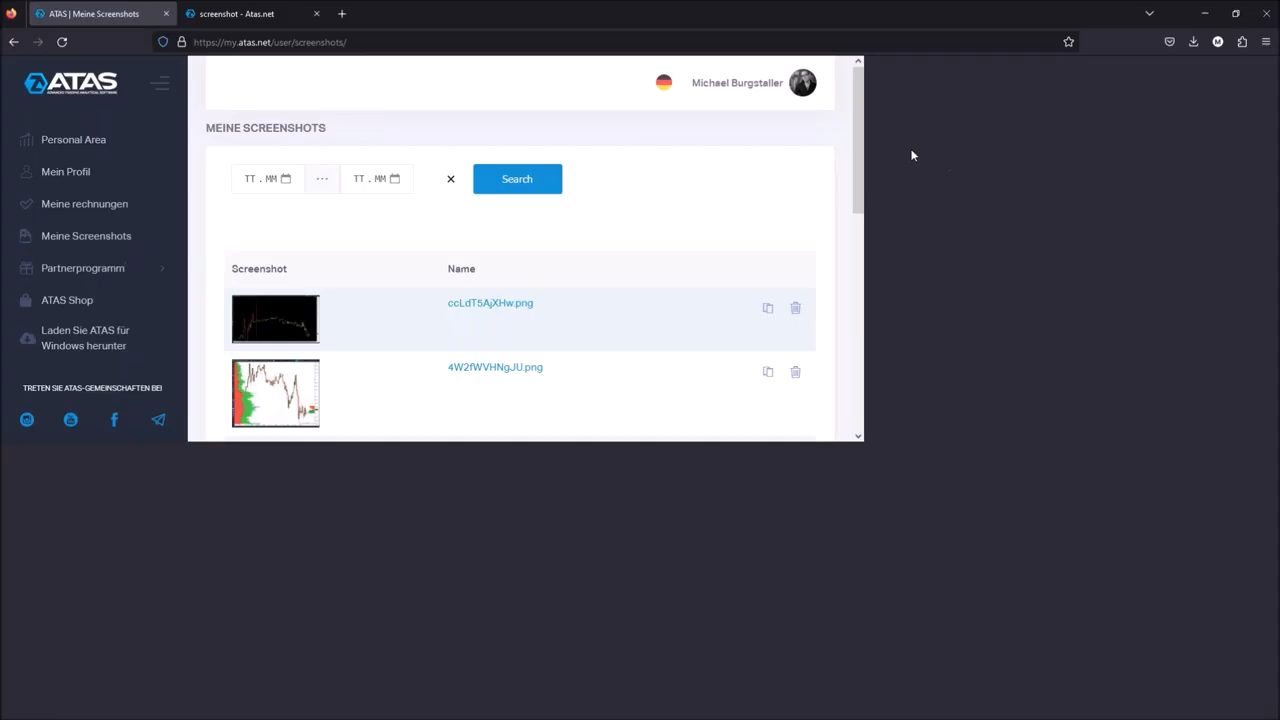 ATAS | Meine Screenshots
screenshot - Atas.net
https://my.atas.net/user/screenshots/
ATAS
Michael Burgstaller
Personal Area
Mein Profil
Meine rechnungen
Meine Screenshots
Partnerprogramm
ATAS Shop
Laden Sie ATAS für
Windows herunter
TRETEN SIE ATAS-GEMEINSCHAFTEN BEI
MEINE SCREENSHOTS
TT . MM
TT . MM
Search
Screenshot Name
ccLdT5AjXHw.png
4W2fWVHNgJU.png